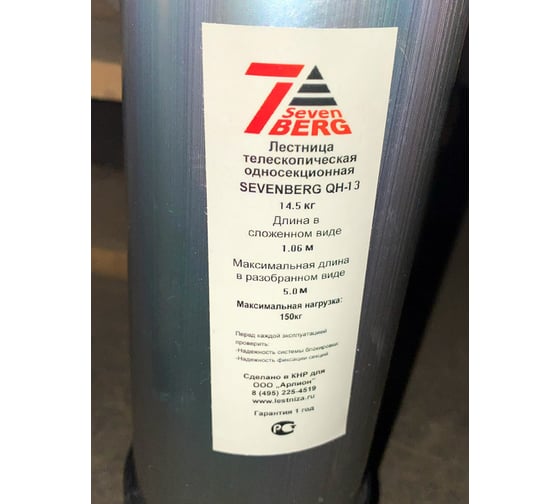 7
Seven
BERG
Лестница
телескопическая
односекционная
SEVENBERG QH-13
14.5 кг
Длина в
сложенном виде
1.06 м
Максимальная длина
в разобранном виде
5.0 м
Максимальная нагрузка:
150кг
Перед каждой эксплуатацией
проверить:
-Надежность системы блокировки
-Надежность фиксации секций
Сделано в КНР для
ООО „Арлион"
8 (495) 225-4519
www.lestniza.ru
Гарантия 1 год